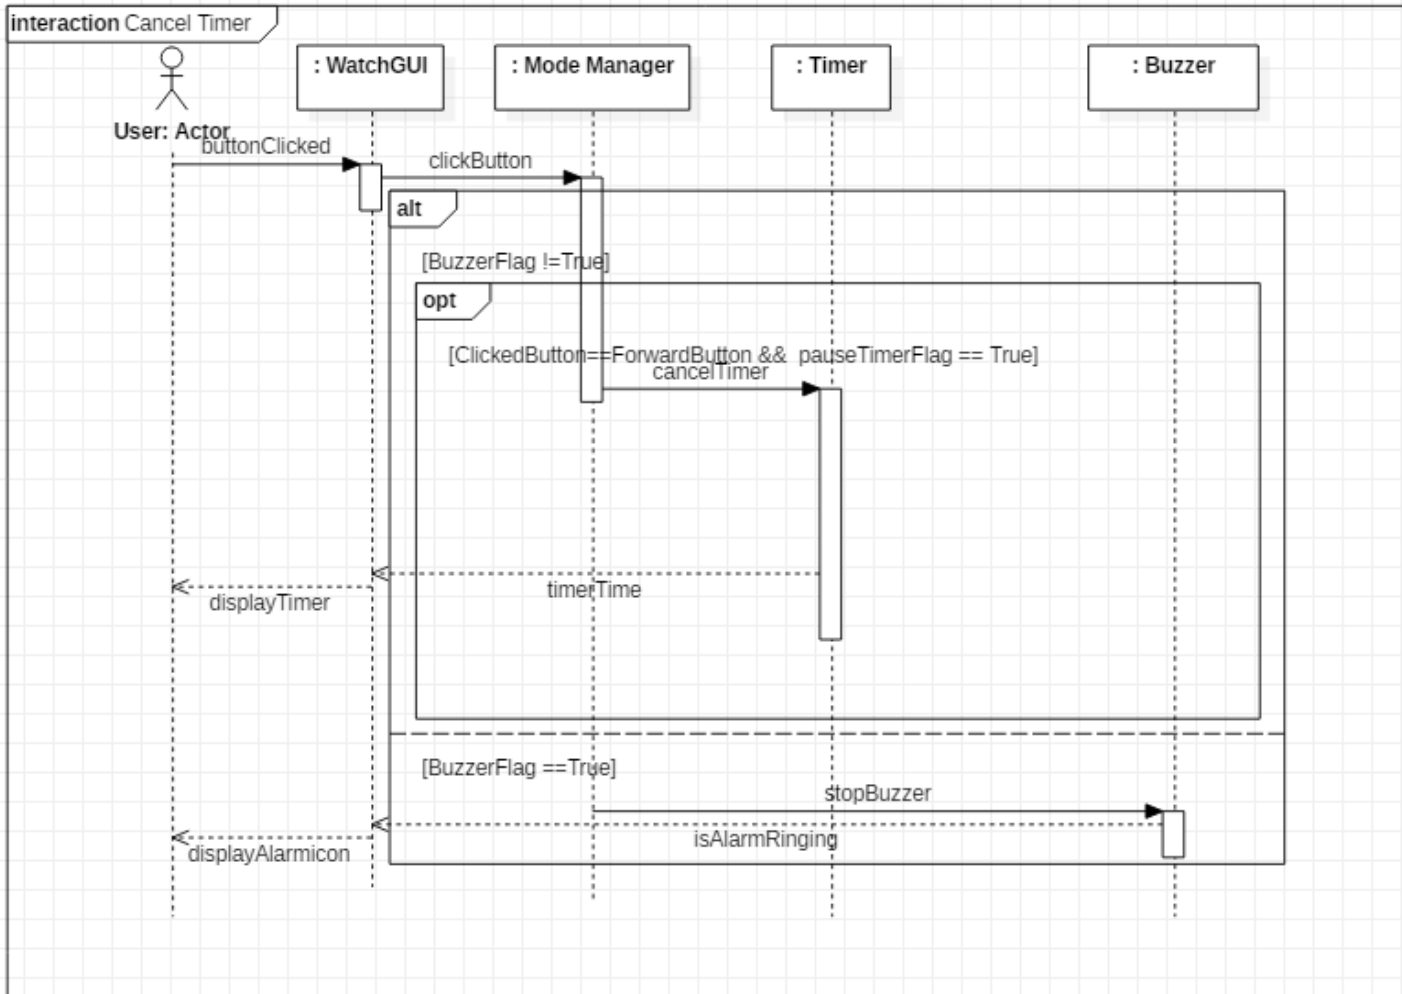 interaction Cancel Timer
: WatchGUI
: Mode Manager
: Timer
: Buzzer
User: Actor
buttonClicked
clickButton
alt
[BuzzerFlag !=True]
opt
[ClickedButton==ForwardButton &&  pauseTimerFlag == True]
cancelTimer
timerTime
displayTimer
[BuzzerFlag ==True]
stopBuzzer
isAlarmRinging
displayAlarmicon